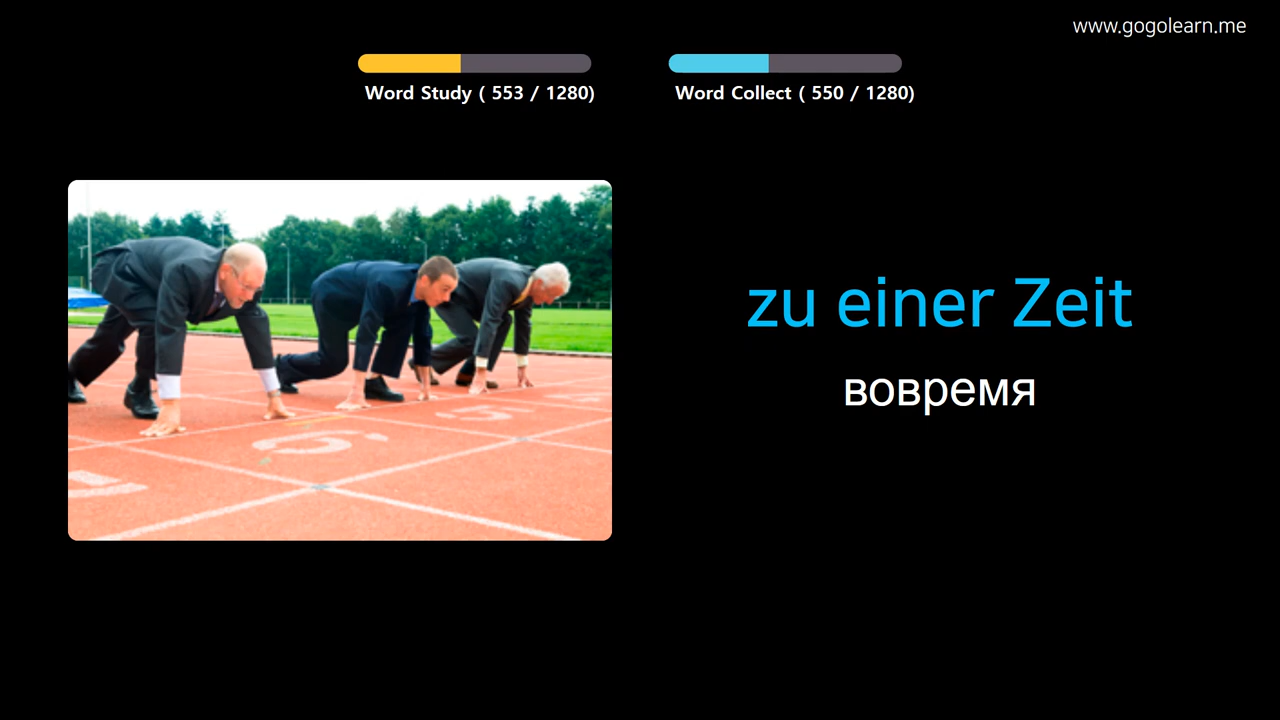 www.gogolearn.me
Word Study ( 553 / 1280)
Word Collect ( 550 / 1280)
zu einer Zeit
вовремя